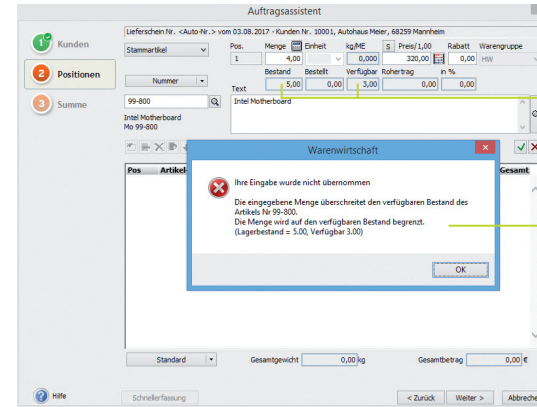 Auftragsassistent
Lieferschein Nr. <Auto-Nr.> vom 03.08.2017 - Kunden Nr. 10001, Autohaus Meier, 68259 Mannheim
1 Kunden
2 Positionen
3 Summe
Stammartikel
Nummer
99-800
Intel Motherboard
Mo 99-800
Pos. Menge Einheit kg/ME S Preis/1,00 Rabatt Warengruppe
1 4,00 0,000 320,00 0,00 HW
Bestand Bestellt Verfügbar Rohertrag in %
5,00 0,00 3,00 0,00 0,00
Text
Intel Motherboard
Pos Artikel- Gesamt
Warenwirtschaft
Ihre Eingabe wurde nicht übernommen
Die eingegebene Menge überschreitet den verfügbaren Bestand des
Artikels Nr 99-800.
Die Menge wird auf den verfügbaren Bestand begrenzt.
(Lagerbestand = 5.00, Verfügbar 3.00)
OK
Standard Gesamtgewicht 0,00 kg Gesamtbetrag 0,00 €
Hilfe Schnellerfassung < Zurück Weiter > Abbreche